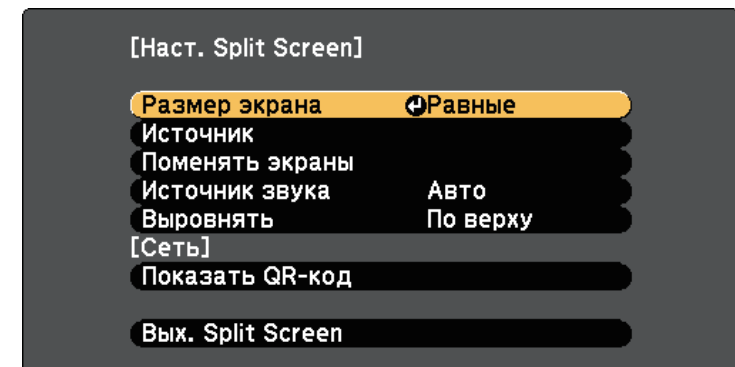 [Наст. Split Screen]
Размер экрана Равные
Источник
Поменять экраны
Источник звука Авто
Выровнять По верху
[Сеть]
Показать QR-код
Вых. Split Screen